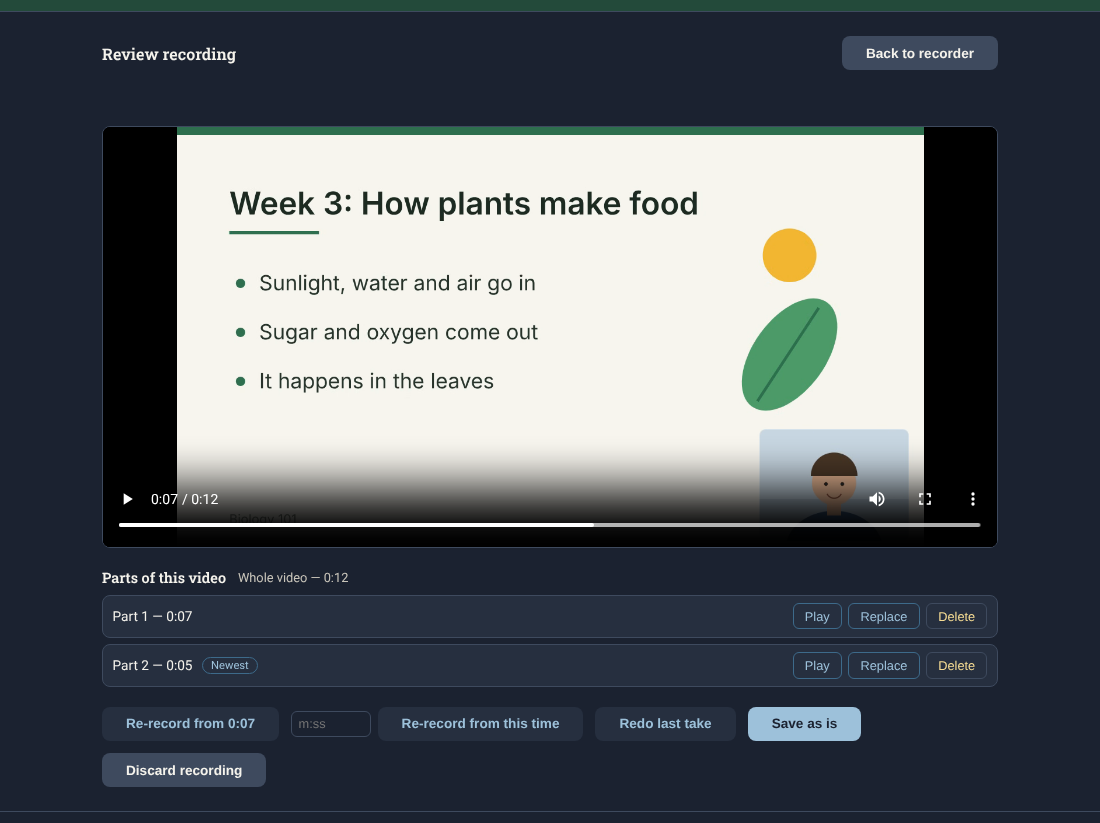 Review recording
Back to recorder
Week 3: How plants make food
Sunlight, water and air go in
Sugar and oxygen come out
It happens in the leaves
Biology 101
0:07 / 0:12
Parts of this video
Whole video — 0:12
Part 1 — 0:07
Play
Replace
Delete
Part 2 — 0:05
Newest
Play
Replace
Delete
Re-record from 0:07
m:ss
Re-record from this time
Redo last take
Save as is
Discard recording